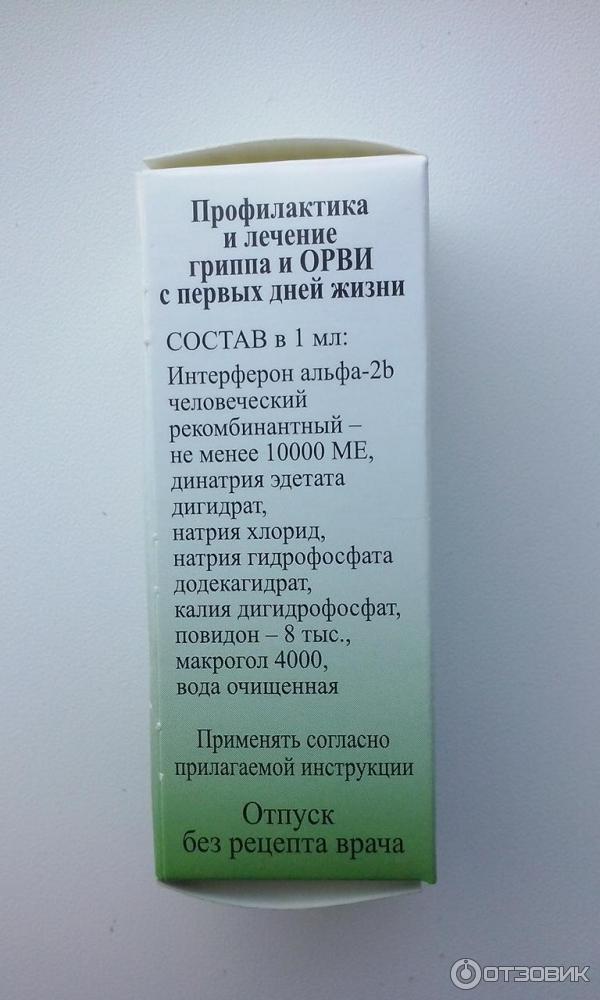 Профилактика
и лечение
гриппа и ОРВИ
с первых дней жизни
СОСТАВ в 1 мл:
Интерферон альфа-2b
человеческий
рекомбинантный –
не менее 10000 МЕ,
динатрия эдетата
дигидрат,
натрия хлорид,
натрия гидрофосфата
додекагидрат,
калия дигидрофосфат,
повидон – 8 тыс.,
макрогол 4000,
вода очищенная
Применять согласно
прилагаемой инструкции
Отпуск
без рецепта врача
ОТЗОВИК